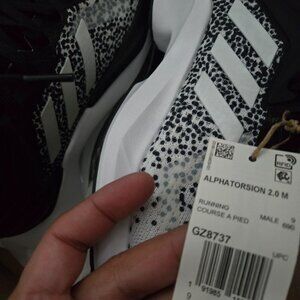 ALPHATORSION 2.0 M
RUNNING
COURSE A PIED
MALE
GZ8737
UPC